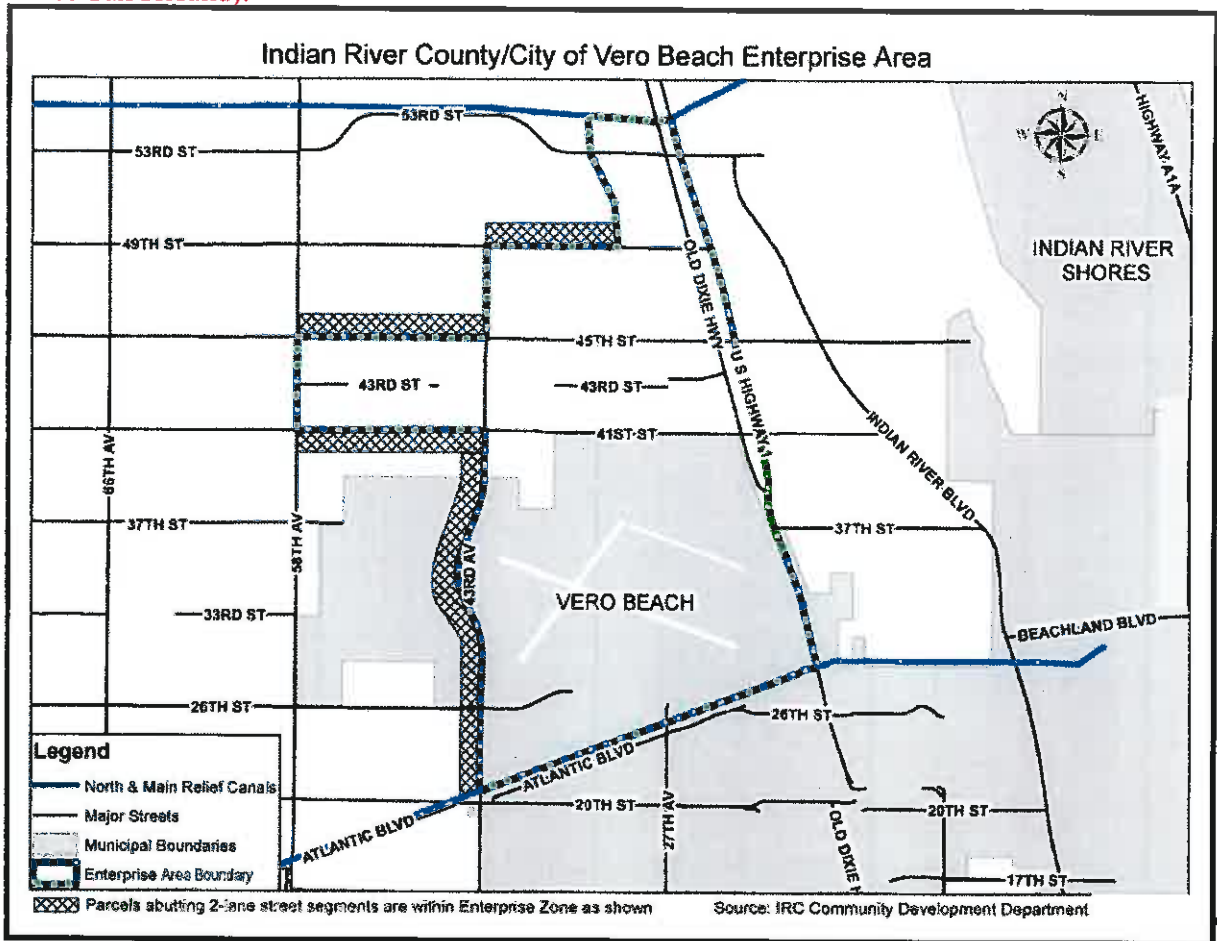 Indian River County/City of Vero Beach Enterprise Area
53RD ST
53RD ST
HIGHWAY A1A
N
W E
S
49TH ST
OLD DIXIE HWY
INDIAN RIVER
SHORES
45TH ST
U S HIGHWAY 1
43RD ST
43RD ST
41ST ST
66TH AV
INDIAN RIVER BLVD
37TH ST
37TH ST
58TH AV
43RD AV
VERO BEACH
33RD ST
BEACHLAND BLVD
26TH ST
26TH ST
Legend
North & Main Relief Canals
Major Streets
Municipal Boundaries
Enterprise Area Boundary
ATLANTIC BLVD
ATLANTIC BLVD
20TH ST
20TH ST
27TH AV
OLD DIXIE H
17TH ST
Parcels abutting 2-lane street segments are within Enterprise Zone as shown
Source: IRC Community Development Department